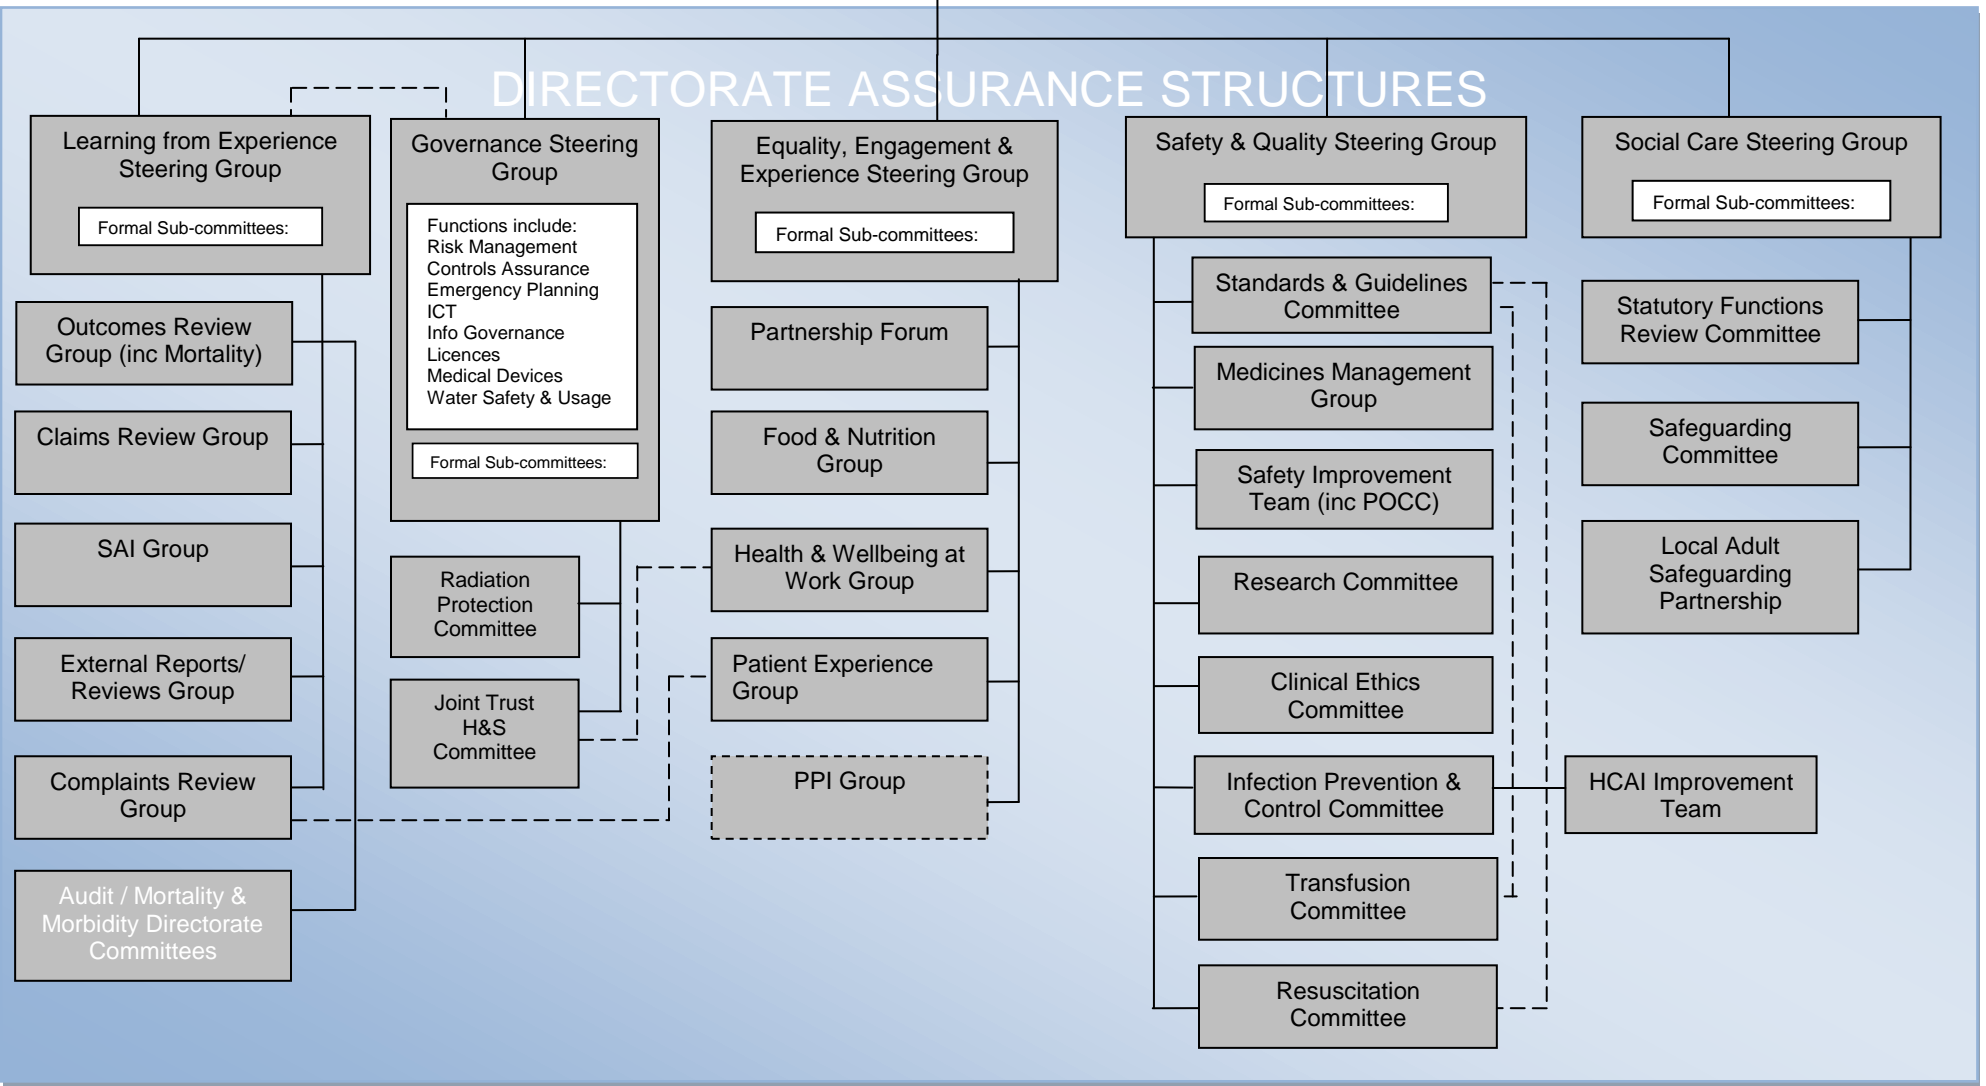 DIRECTORATE ASSURANCE STRUCTURES
Learning from Experience
Steering Group
Formal Sub-committees:
Outcomes Review
Group (inc Mortality)
Claims Review Group
SAI Group
External Reports/
Reviews Group
Complaints Review
Group
Audit / Mortality &
Morbidity Directorate
Committees
Governance Steering
Group
Functions include:
Risk Management
Controls Assurance
Emergency Planning
ICT
Info Governance
Licences
Medical Devices
Water Safety & Usage
Formal Sub-committees:
Radiation
Protection
Committee
Joint Trust
H&S
Committee
Equality, Engagement &
Experience Steering Group
Formal Sub-committees:
Partnership Forum
Food & Nutrition
Group
Health & Wellbeing at
Work Group
Patient Experience
Group
PPI Group
Safety & Quality Steering Group
Formal Sub-committees:
Standards & Guidelines
Committee
Medicines Management
Group
Safety Improvement
Team (inc POCC)
Research Committee
Clinical Ethics
Committee
Infection Prevention &
Control Committee
HCAI Improvement
Team
Transfusion
Committee
Resuscitation
Committee
Social Care Steering Group
Formal Sub-committees:
Statutory Functions
Review Committee
Safeguarding
Committee
Local Adult
Safeguarding
Partnership